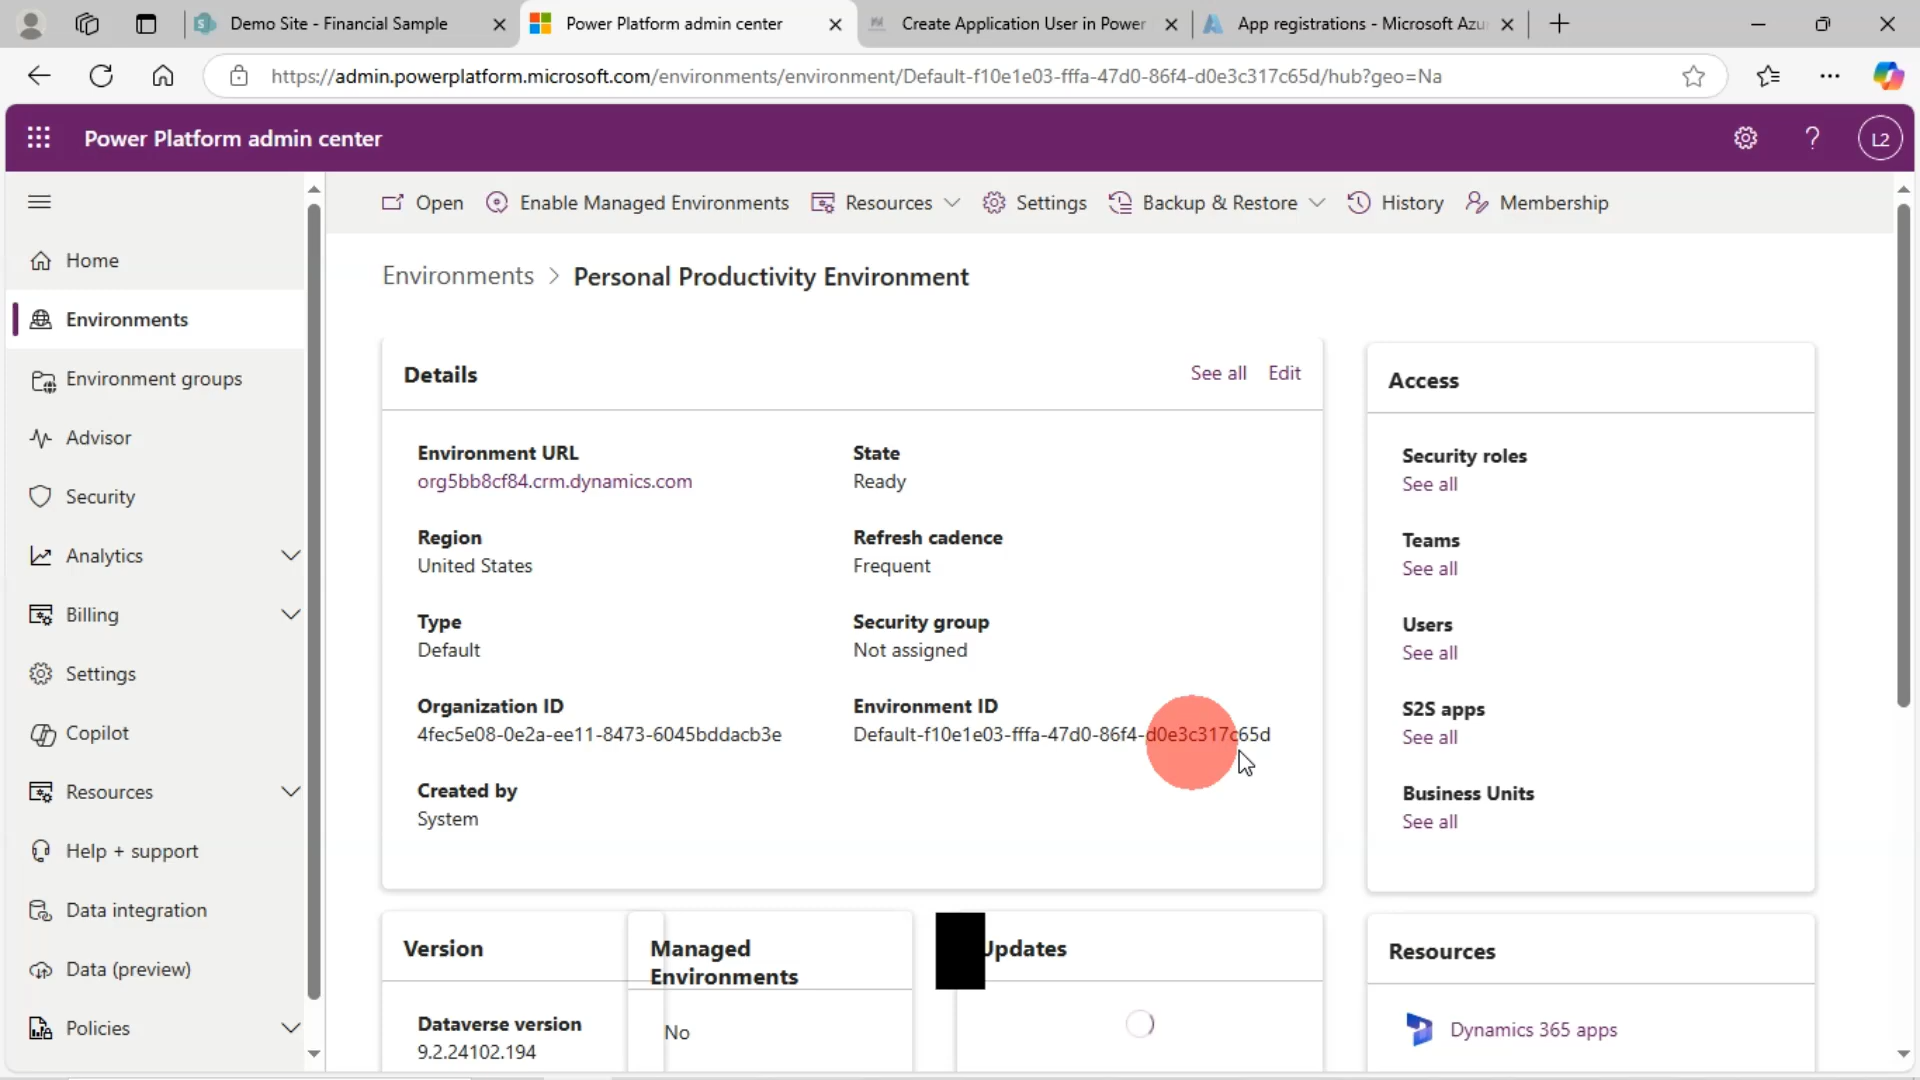 Demo Site - Financial Sample
Power Platform admin center
Create Application User in Power
App registrations - Microsoft Azu
https://admin.powerplatform.microsoft.com/environments/environment/Default-f10e1e03-fffa-47d0-86f4-d0e3c317c65d/hub?geo=Na
Power Platform admin center
L2
Open
Enable Managed Environments
Resources
Settings
Backup & Restore
History
Membership
Home
Environments
Environment groups
Advisor
Security
Analytics
Billing
Settings
Copilot
Resources
Help + support
Data integration
Data (preview)
Policies
Environments > Personal Productivity Environment
Details
See all
Edit
Environment URL
org5bb8cf84.crm.dynamics.com
State
Ready
Region
United States
Refresh cadence
Frequent
Type
Default
Security group
Not assigned
Organization ID
4fec5e08-0e2a-ee11-8473-6045bddacb3e
Environment ID
Default-f10e1e03-fffa-47d0-86f4-d0e3c317c65d
Created by
System
Access
Security roles
See all
Teams
See all
Users
See all
S2S apps
See all
Business Units
See all
Version
Dataverse version
9.2.24102.194
Managed
Environments
No
Updates
Resources
Dynamics 365 apps